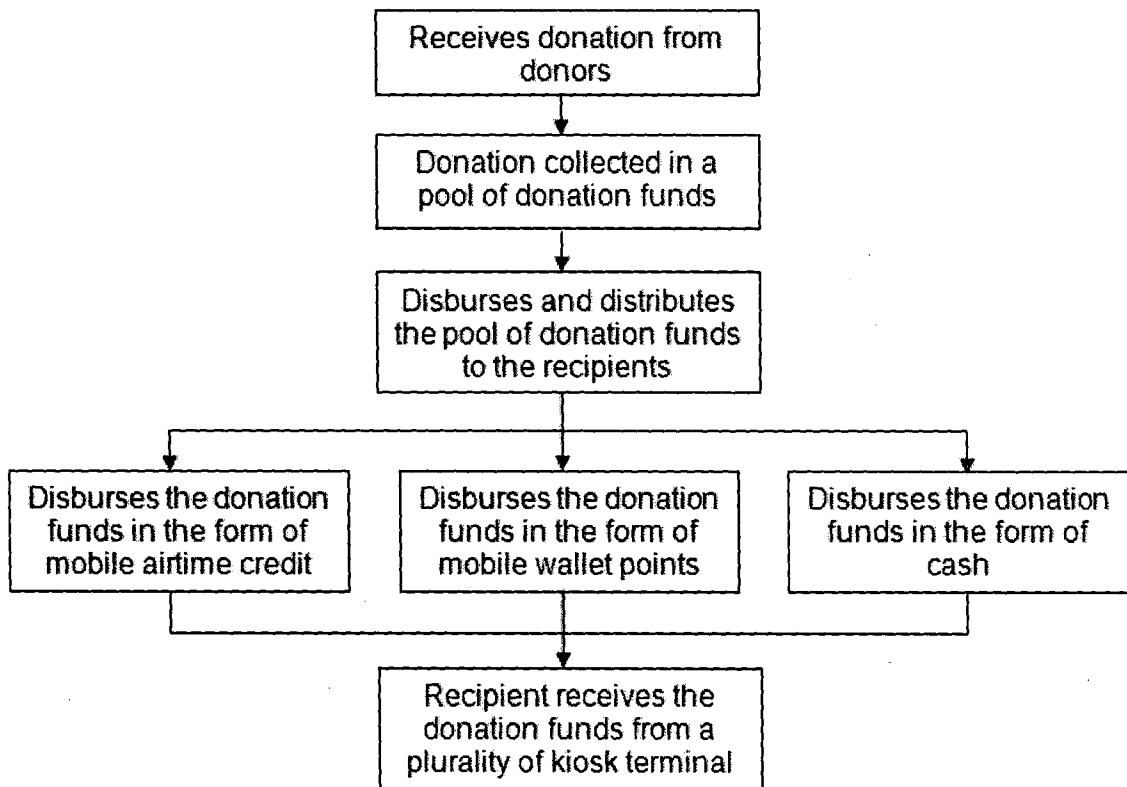 Receives donation from
donors
Donation collected in a
pool of donation funds
Disburses and distributes
the pool of donation funds
to the recipients
Disburses the donation
funds in the form of
mobile airtime credit
Disburses the donation
funds in the form of
mobile wallet points
Disburses the donation
funds in the form of
cash
Recipient receives the
donation funds from a
plurality of kiosk terminal